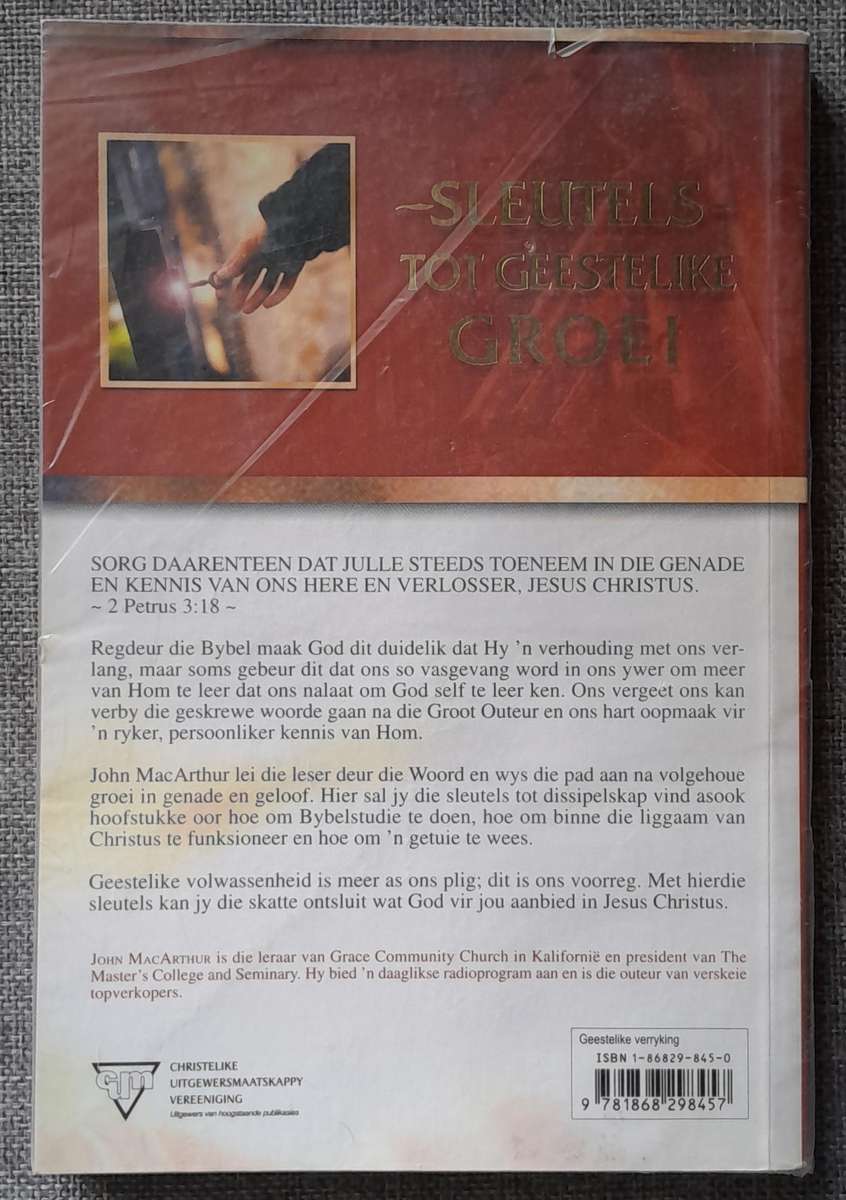 SLEUTELS
TOT GEESTELIKE
GROEI
SORG DAARENTEEN DAT JULLE STEEDS TOENEEM IN DIE GENADE
EN KENNIS VAN ONS HERE EN VERLOSSER, JESUS CHRISTUS.
~ 2 Petrus 3:18 ~
Regdeur die Bybel maak God dit duidelik dat Hy 'n verhouding met ons ver-
lang, maar soms gebeur dit dat ons so vasgevang word in ons ywer om meer
van Hom te leer dat ons nalaat om God self te leer ken. Ons vergeet ons kan
verby die geskrewe woorde gaan na die Groot Outeur en ons hart oopmaak vir
'n ryker, persoonliker kennis van Hom.
John MacArthur lei die leser deur die Woord en wys die pad aan na volgehoue
groei in genade en geloof. Hier sal jy die sleutels tot dissipelskap vind asook
hoofstukke oor hoe om Bybelstudie te doen, hoe om binne die liggaam van
Christus te funksioneer en hoe om 'n getuie te wees.
Geestelike volwassenheid is meer as ons plig; dit is ons voorreg. Met hierdie
sleutels kan jy die skatte ontsluit wat God vir jou aanbied in Jesus Christus.
JOHN MACARTHUR is die leraar van Grace Community Church in Kalifornië en president van The
Master's College and Seminary. Hy bied 'n daaglikse radioprogram aan en is die outeur van verskeie
topverkopers.
cum
CHRISTELIKE
UITGEWERSMAATSKAPPY
VERENIGING
Uitgewers van hoogstaande publikasies
Geestelike verryking
ISBN 1-86829-845-0
9 781868 298457